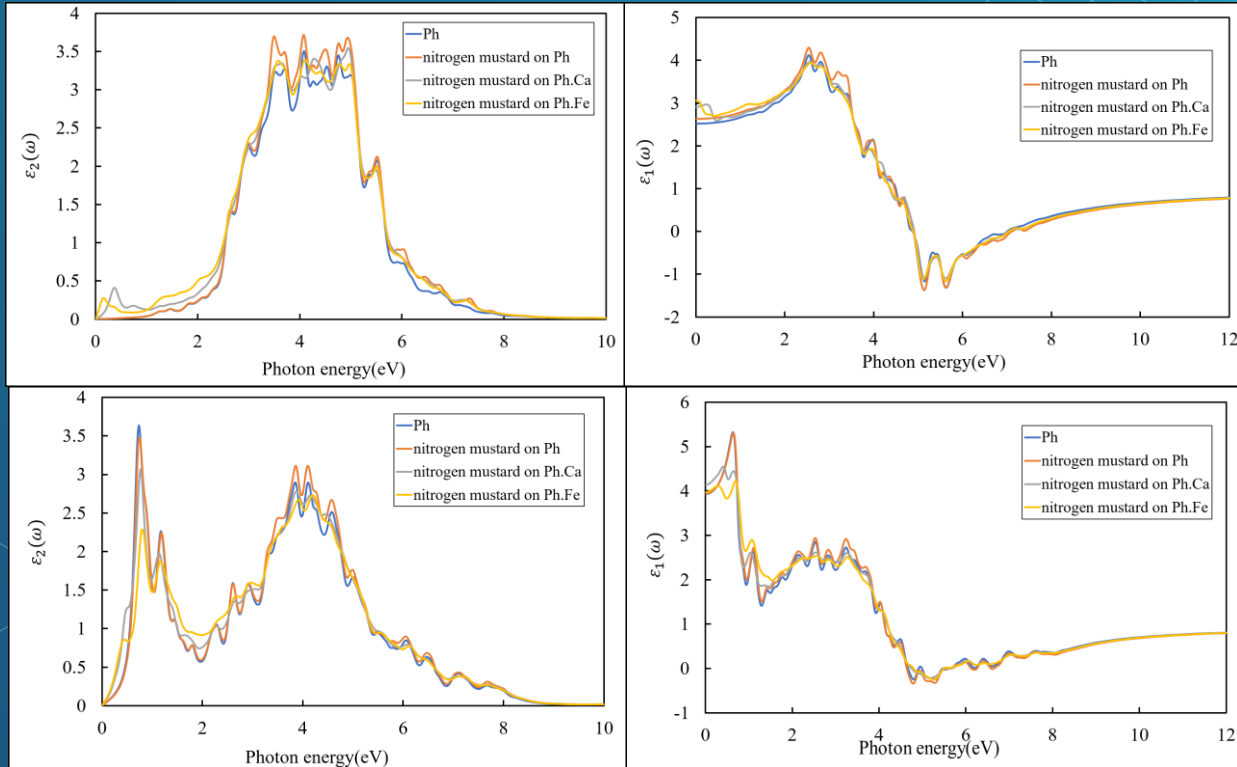 4
3.5
3
2.5
2
1.5
1
0.5
0
ε₂(ω)
Ph
nitrogen mustard on Ph
nitrogen mustard on Ph.Ca
nitrogen mustard on Ph.Fe
0 2 4 6 8 10
Photon energy(eV)
5
4
3
2
1
0
-1
-2
ε₁(ω)
Ph
nitrogen mustard on Ph
nitrogen mustard on Ph.Ca
nitrogen mustard on Ph.Fe
0 2 4 6 8 10 12
Photon energy(eV)
4
3.5
3
2.5
2
1.5
1
0.5
0
ε₂(ω)
Ph
nitrogen mustard on Ph
nitrogen mustard on Ph.Ca
nitrogen mustard on Ph.Fe
0 2 4 6 8 10
Photon energy(eV)
6
5
4
3
2
1
0
-1
ε₁(ω)
Ph
nitrogen mustard on Ph
nitrogen mustard on Ph.Ca
nitrogen mustard on Ph.Fe
0 2 4 6 8 10 12
Photon energy(eV)